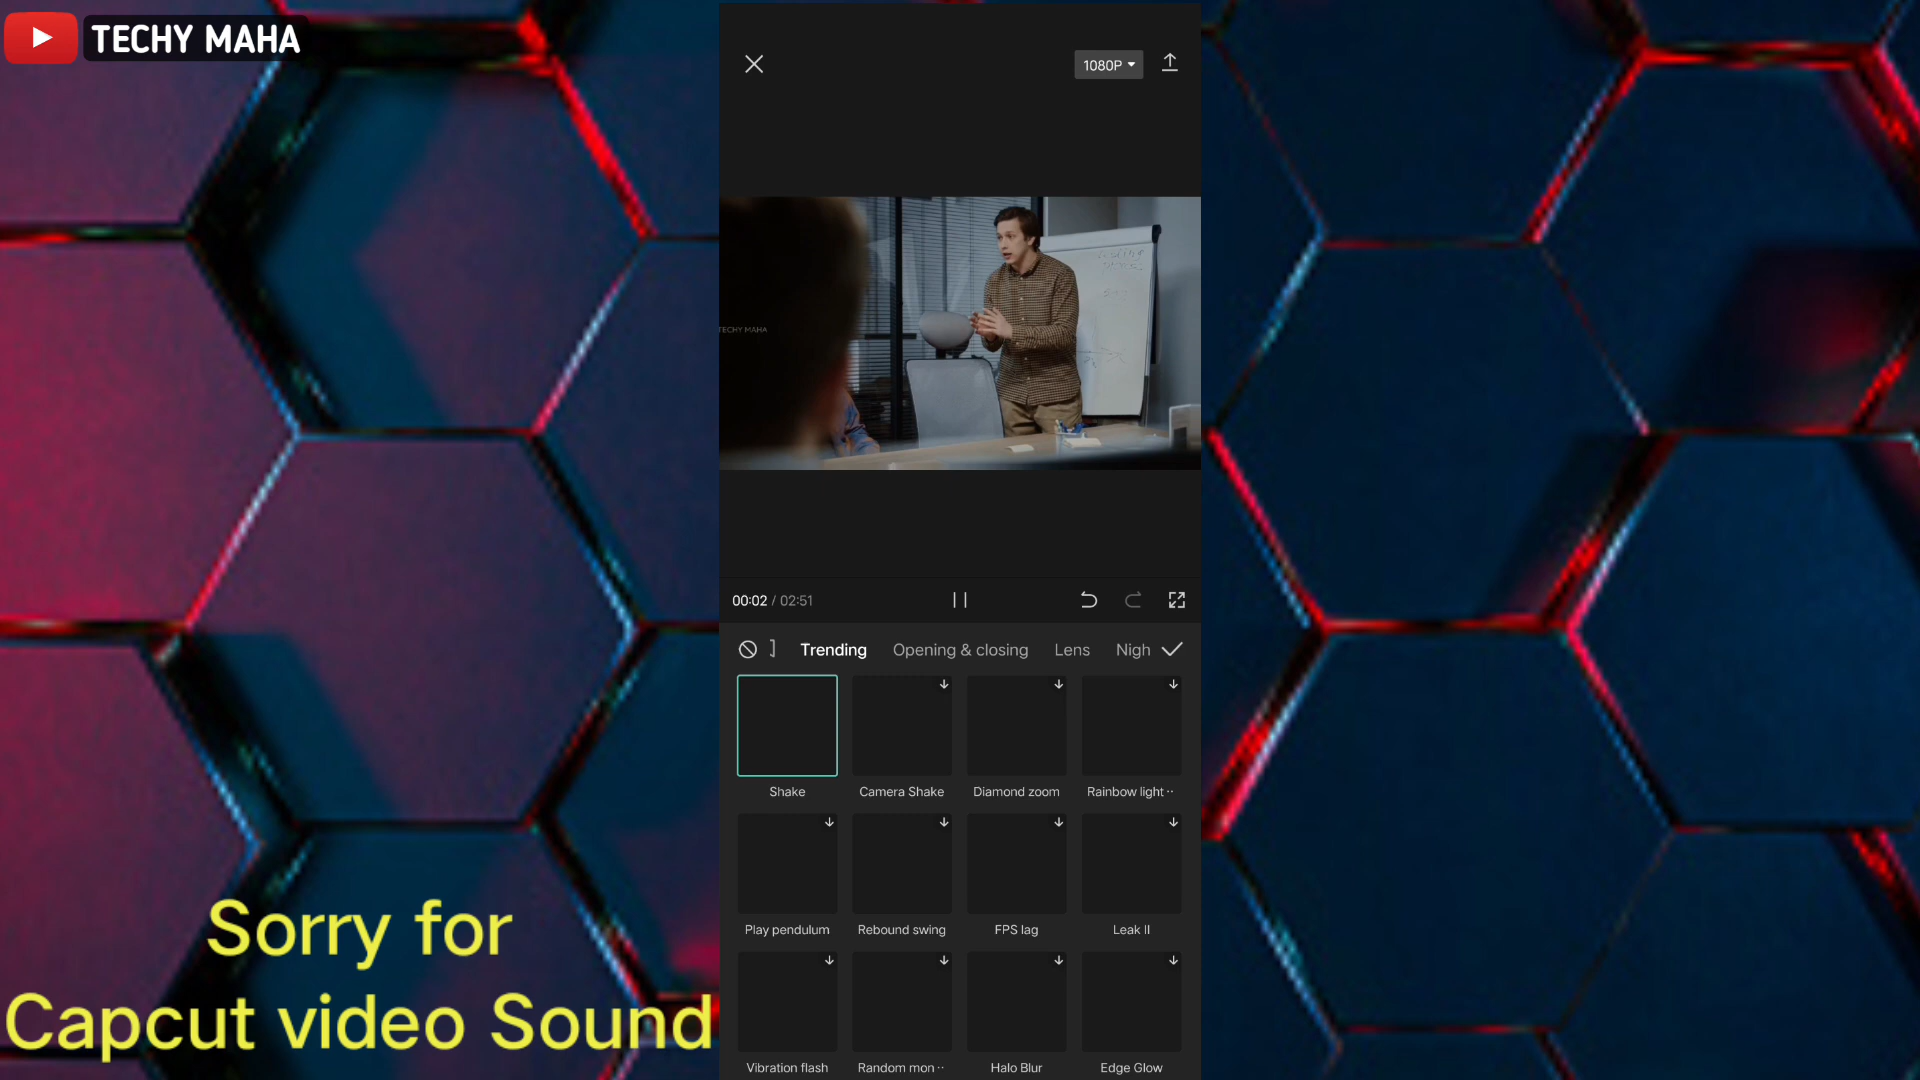 TECHY MAHA
1080P
TECHY MAHA
00:02 / 02:51
Trending Opening & closing Lens Nigh
Shake Camera Shake Diamond zoom Rainbow light ··
Play pendulum Rebound swing FPS lag Leak II
Vibration flash Random mon ·· Halo Blur Edge Glow
Sorry for
Capcut video Sound